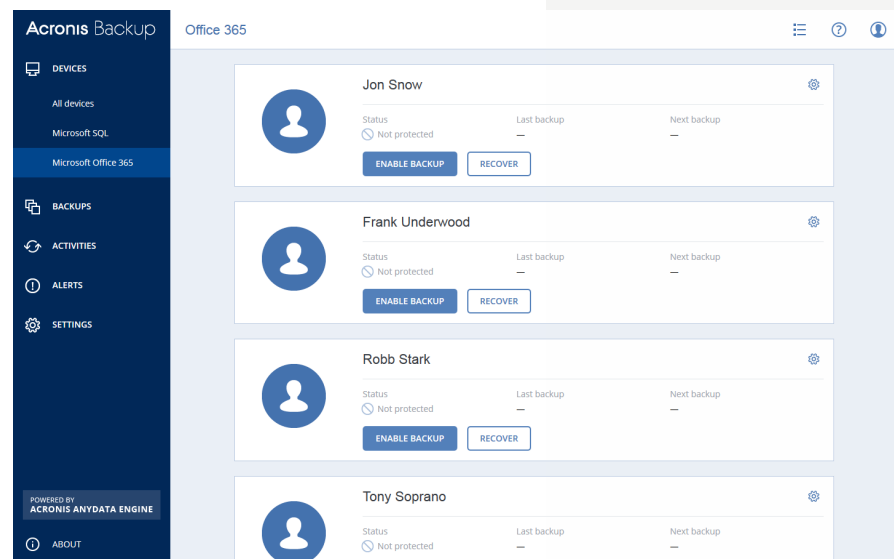 Acronis Backup
Office 365
DEVICES
All devices
Microsoft SQL
Microsoft Office 365
BACKUPS
ACTIVITIES
ALERTS
SETTINGS
POWERED BY
ACRONIS ANYDATA ENGINE
ABOUT
Jon Snow
Status Last backup Next backup
Not protected — —
ENABLE BACKUP RECOVER
Frank Underwood
Status Last backup Next backup
Not protected — —
ENABLE BACKUP RECOVER
Robb Stark
Status Last backup Next backup
Not protected — —
ENABLE BACKUP RECOVER
Tony Soprano
Status Last backup Next backup
Not protected — —